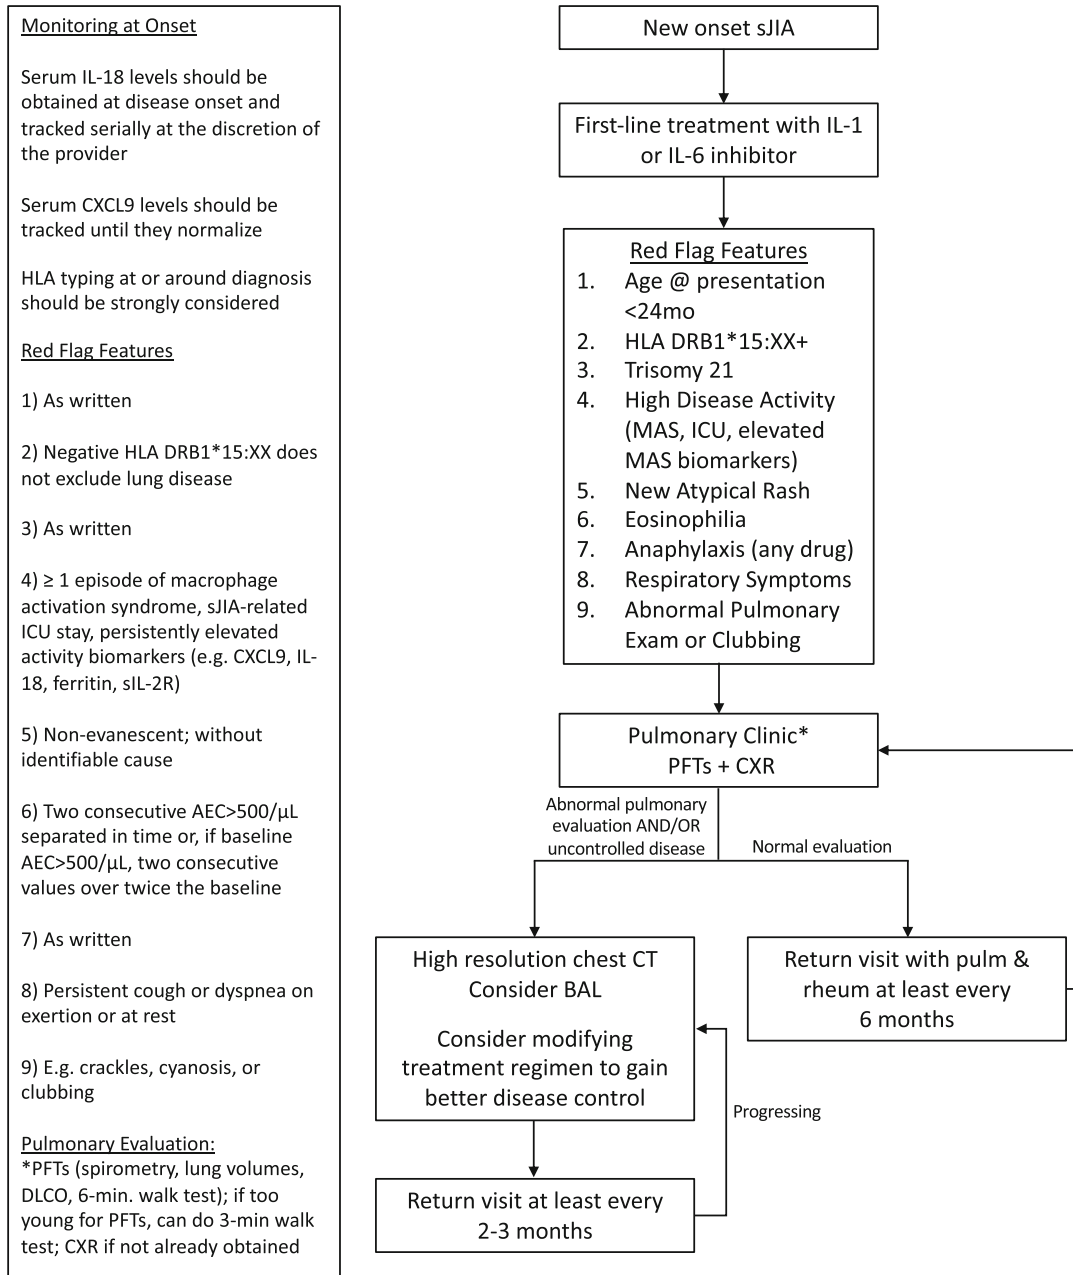 Monitoring at Onset
Serum IL-18 levels should be
obtained at disease onset and
tracked serially at the discretion of
the provider
Serum CXCL9 levels should be
tracked until they normalize
HLA typing at or around diagnosis
should be strongly considered
Red Flag Features
1) As written
2) Negative HLA DRB1*15:XX does
not exclude lung disease
3) As written
4) ≥ 1 episode of macrophage
activation syndrome, sJIA-related
ICU stay, persistently elevated
activity biomarkers (e.g. CXCL9, IL-
18, ferritin, sIL-2R)
5) Non-evanescent; without
identifiable cause
6) Two consecutive AEC>500/μL
separated in time or, if baseline
AEC>500/μL, two consecutive
values over twice the baseline
7) As written
8) Persistent cough or dyspnea on
exertion or at rest
9) E.g. crackles, cyanosis, or
clubbing
Pulmonary Evaluation:
*PFTs (spirometry, lung volumes,
DLCO, 6-min. walk test); if too
young for PFTs, can do 3-min walk
test; CXR if not already obtained
New onset sJIA
First-line treatment with IL-1
or IL-6 inhibitor
Red Flag Features
1. Age @ presentation
<24mo
2. HLA DRB1*15:XX+
3. Trisomy 21
4. High Disease Activity
(MAS, ICU, elevated
MAS biomarkers)
5. New Atypical Rash
6. Eosinophilia
7. Anaphylaxis (any drug)
8. Respiratory Symptoms
9. Abnormal Pulmonary
Exam or Clubbing
Pulmonary Clinic*
PFTs + CXR
Abnormal pulmonary
evaluation AND/OR
uncontrolled disease
Normal evaluation
High resolution chest CT
Consider BAL
Consider modifying
treatment regimen to gain
better disease control
Return visit with pulm &
rheum at least every
6 months
Progressing
Return visit at least every
2-3 months